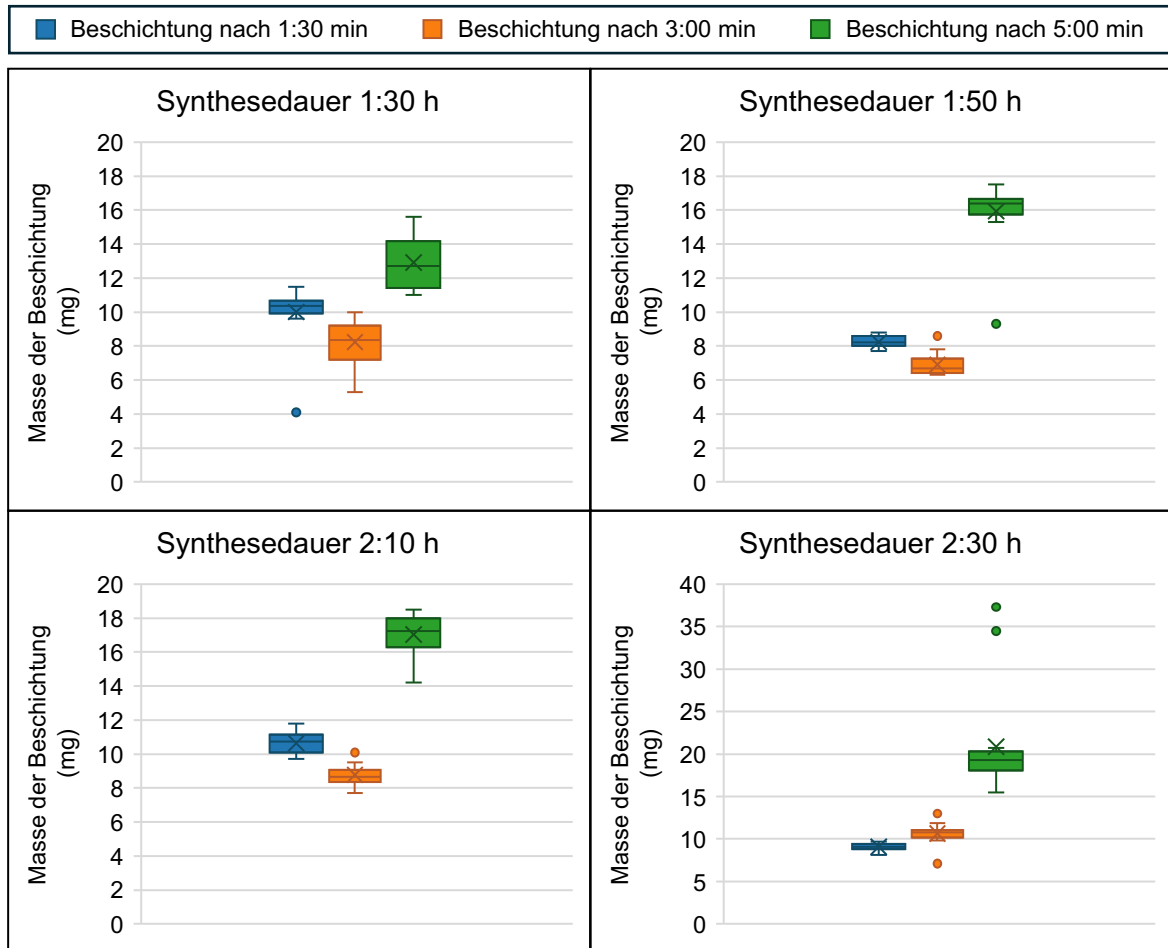 Beschichtung nach 1:30 min
Beschichtung nach 3:00 min
Beschichtung nach 5:00 min
Synthesedauer 1:30 h
Masse der Beschichtung
(mg)
20
18
16
14
12
10
8
6
4
2
0
Synthesedauer 1:50 h
Masse der Beschichtung
(mg)
20
18
16
14
12
10
8
6
4
2
0
Synthesedauer 2:10 h
Masse der Beschichtung
(mg)
20
18
16
14
12
10
8
6
4
2
0
Synthesedauer 2:30 h
Masse der Beschichtung
(mg)
40
35
30
25
20
15
10
5
0